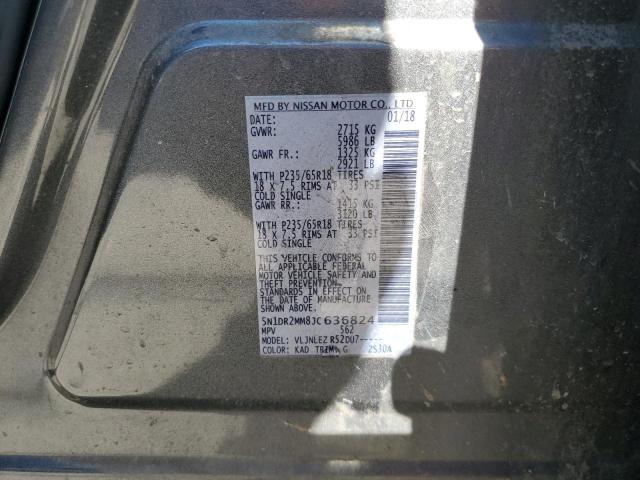 MFD BY NISSAN MOTOR CO., LTD.
DATE: 01/18
GVWR: 2715 KG
5986 LB
GAWR FR.: 1325 KG
2921 LB
WITH P235/65R18 TIRES
18 X 7.5 RIMS AT 33 PSI
COLD SINGLE
GAWR RR.: 1415 KG
3120 LB
WITH P235/65R18 TIRES
18 X 7.5 RIMS AT 33 PSI
COLD SINGLE
THIS VEHICLE CONFORMS TO
ALL APPLICABLE FEDERAL
MOTOR VEHICLE SAFETY AND
THEFT PREVENTION
STANDARDS IN EFFECT
ON THE DATE OF MANUFACTURE
SHOWN ABOVE.
5N1DR2MM8JC636824
MPV 562
MODEL: VLJNLEZ R52DU7-----
COLOR: KAD TRIM: G 2S30A